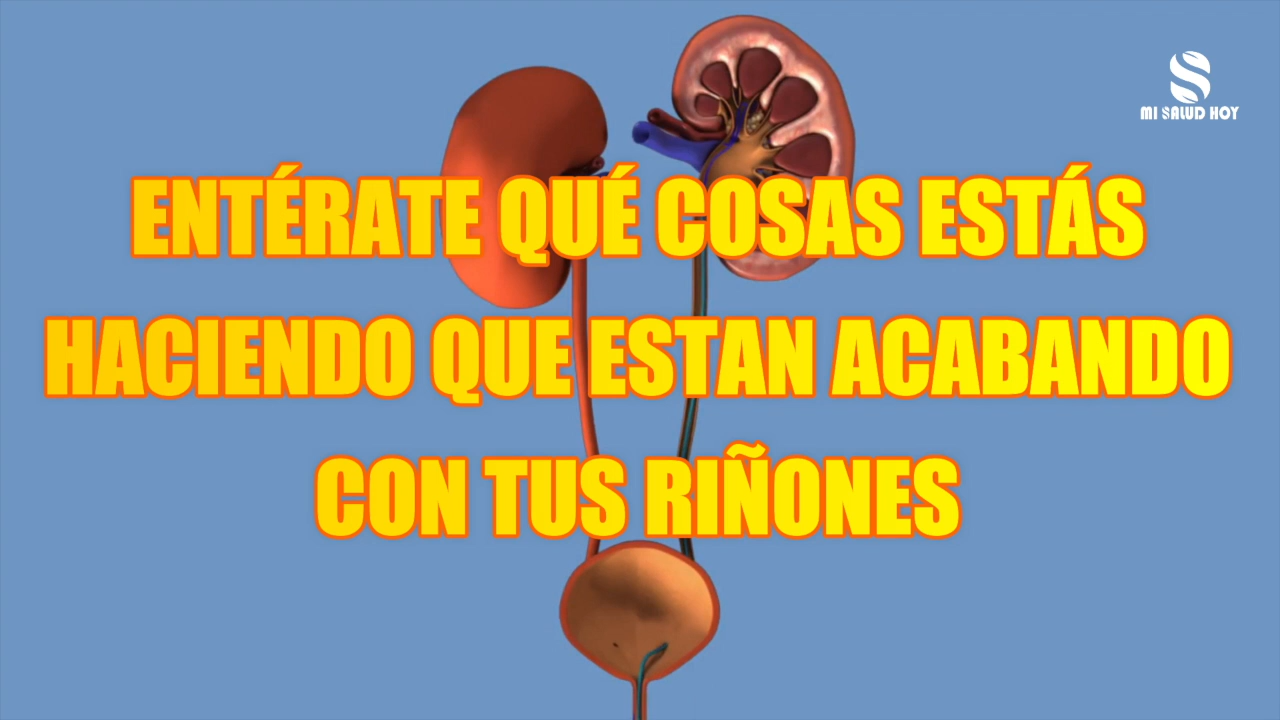 MI SALUD HOY
ENTÉRATE QUÉ COSAS ESTÁS
HACIENDO QUE ESTAN ACABANDO
CON TUS RIÑONES